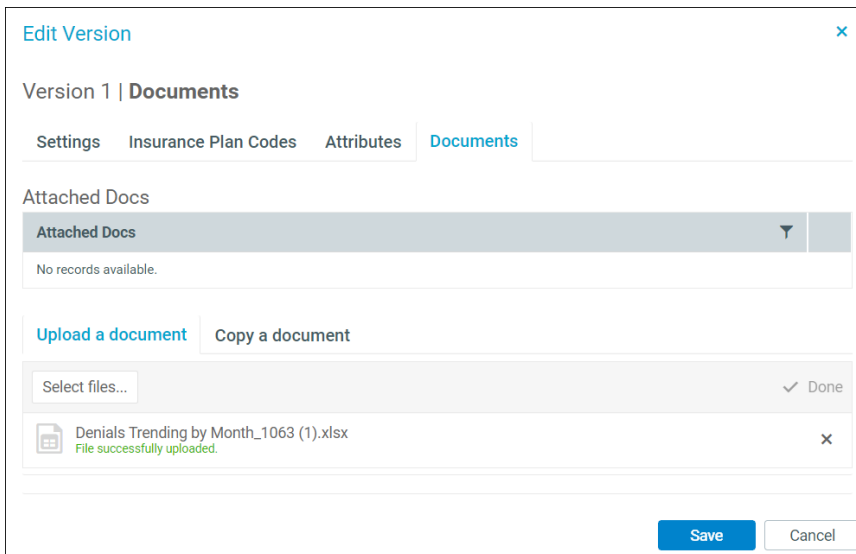 Edit Version
Version 1 | Documents
Settings Insurance Plan Codes Attributes Documents
Attached Docs
Attached Docs
No records available.
Upload a document Copy a document
Select files... Done
Denials Trending by Month_1063 (1).xlsx
File successfully uploaded.
Save Cancel